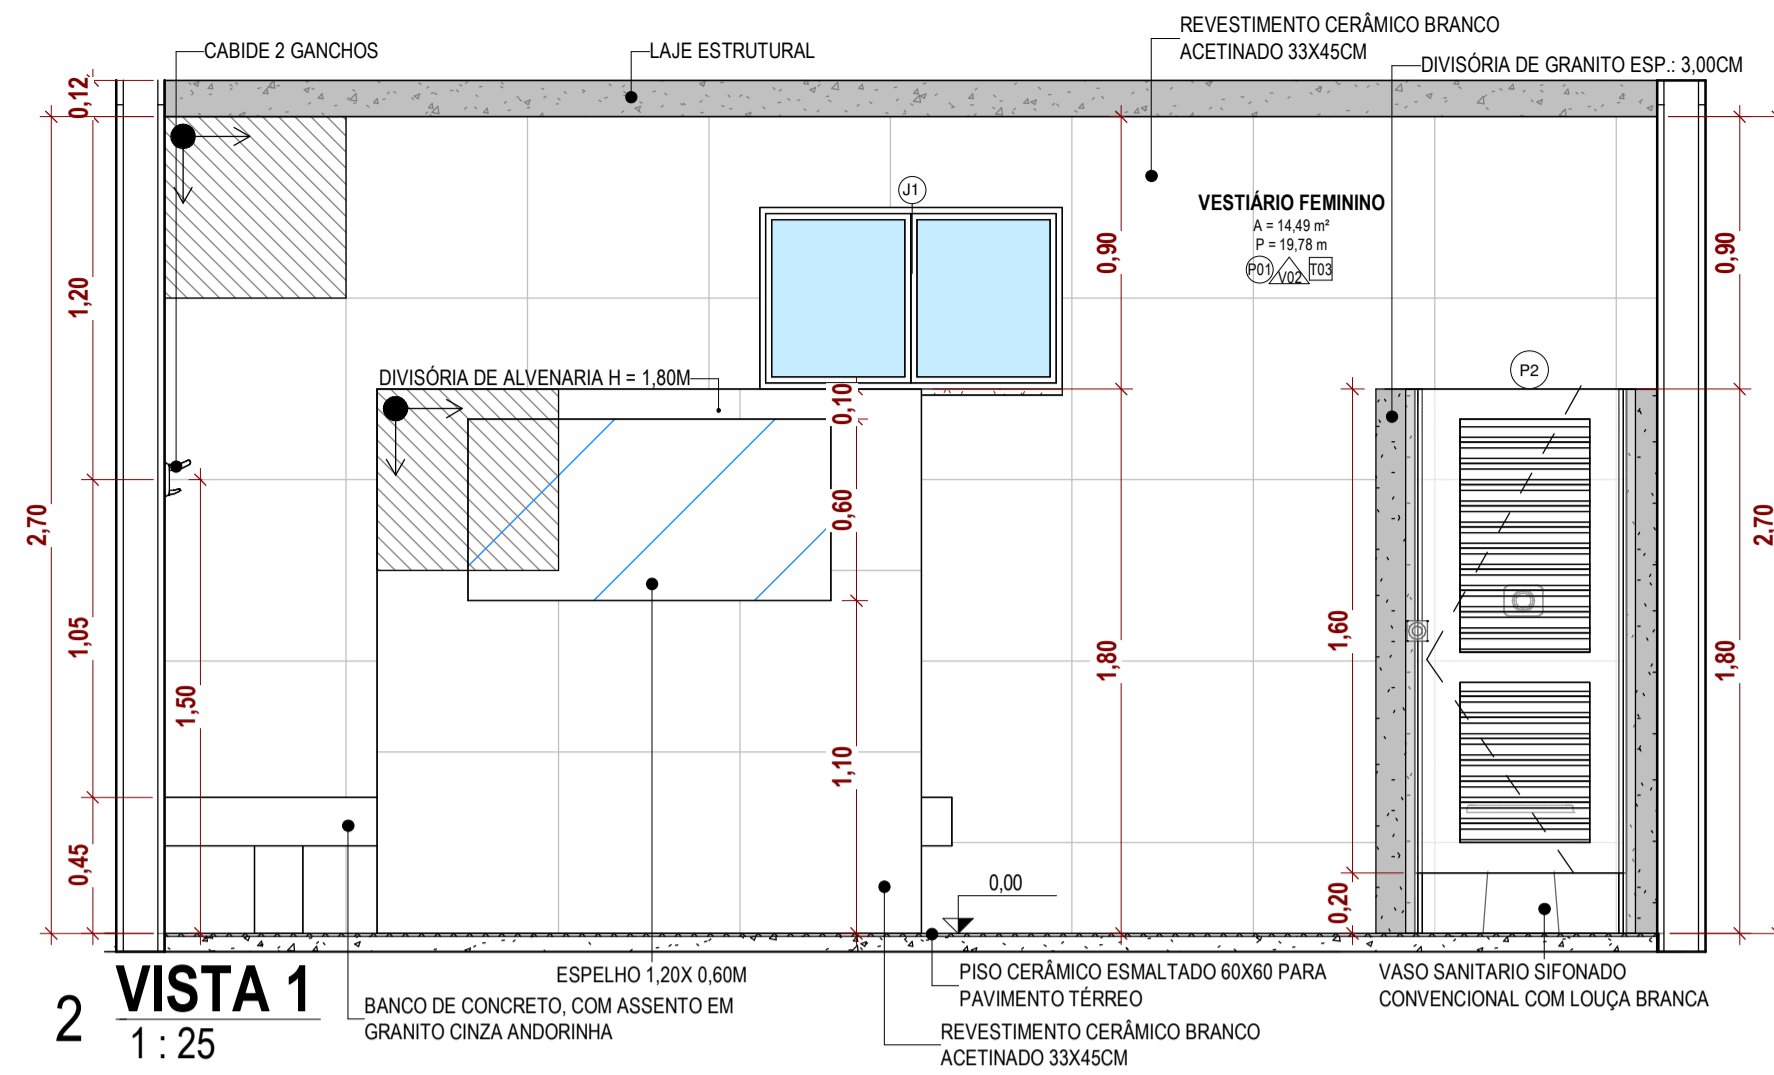 CABIDE 2 GANCHOS
LAJE ESTRUTURAL
REVESTIMENTO CERÂMICO BRANCO
ACETINADO 33X45CM
DIVISÓRIA DE GRANITO ESP.: 3,00CM
0,12
J1
VESTIÁRIO FEMININO
A = 14,49 m²
P = 19,78 m
P01
V02
T03
0,90
0,90
1,20
DIVISÓRIA DE ALVENARIA H = 1,80M
P2
0,10
2,70
0,60
2,70
1,05
1,60
1,80
1,80
1,50
1,10
0,45
0,00
0,20
ESPELHO 1,20X 0,60M
PISO CERÂMICO ESMALTADO 60X60 PARA
PAVIMENTO TÉRREO
VASO SANITARIO SIFONADO
CONVENCIONAL COM LOUÇA BRANCA
2
VISTA 1
1 : 25
BANCO DE CONCRETO, COM ASSENTO EM
GRANITO CINZA ANDORINHA
REVESTIMENTO CERÂMICO BRANCO
ACETINADO 33X45CM